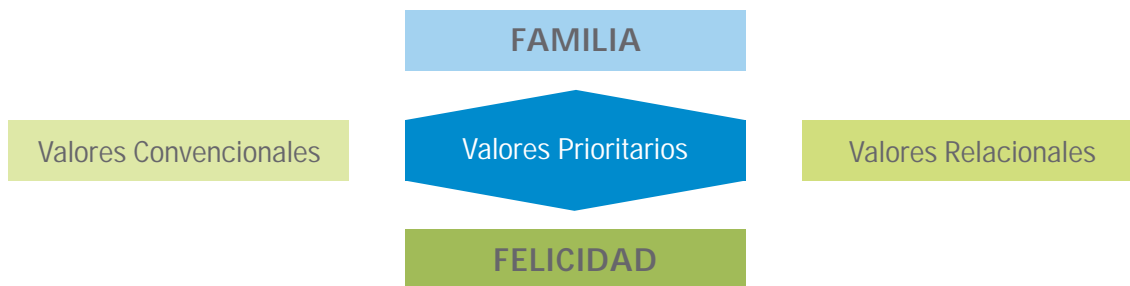 FAMILIA
Valores Convencionales
Valores Prioritarios
Valores Relacionales
FELICIDAD